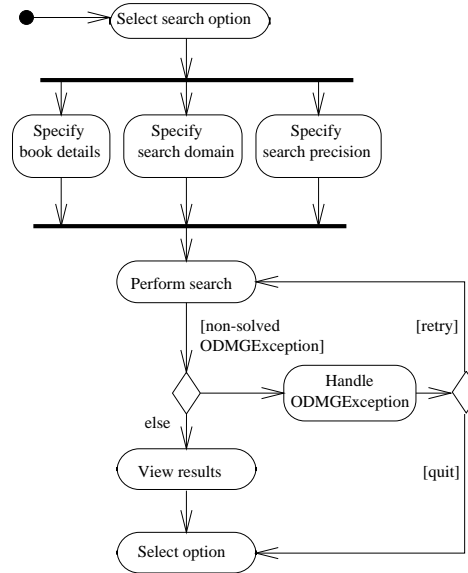 Select search option
Specify
book details
Specify
search domain
Specify
search precision
Perform search
[non-solved
ODMGException]
[retry]
Handle
ODMGException
else
View results
[quit]
Select option